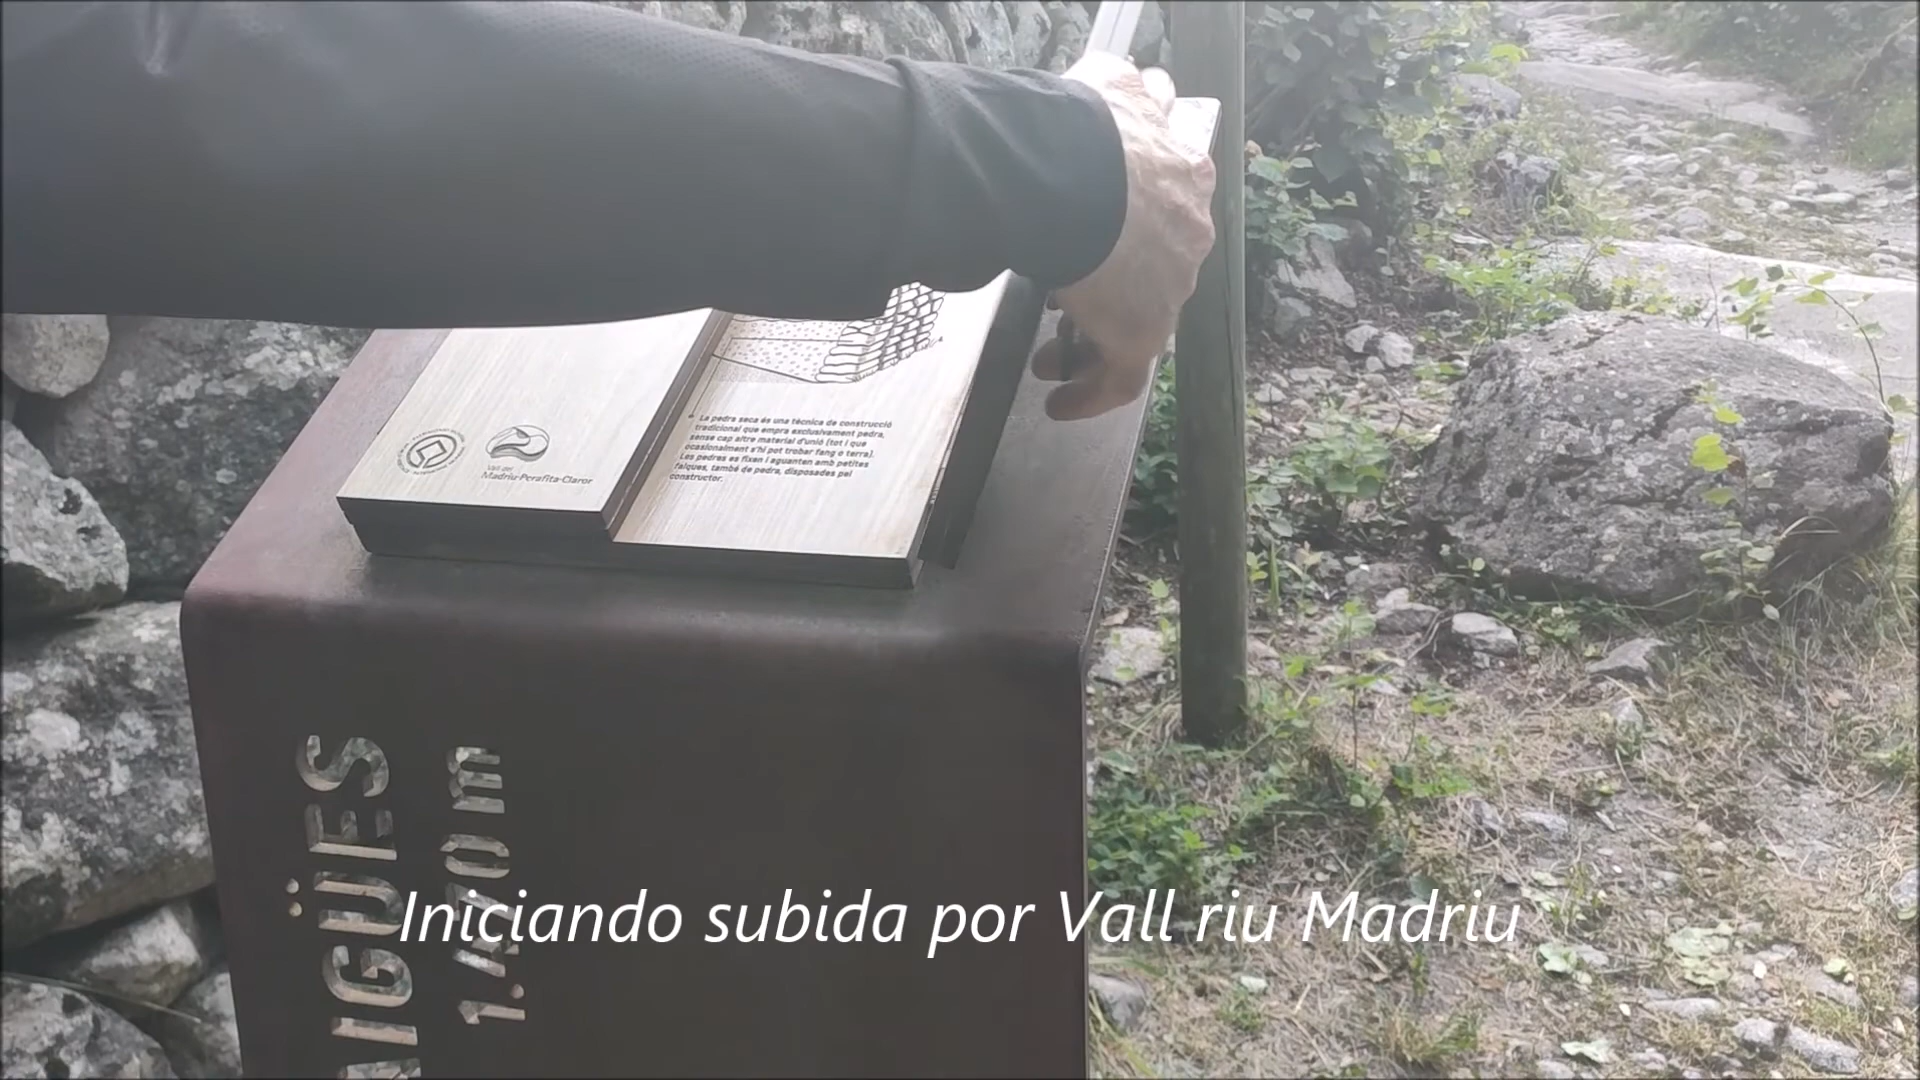 Vall del
Madriu-Perafita-Claror
La pedra seca és una tècnica de construcció
tradicional que empra exclusivament pedra,
sense cap altre material d'unió (tot i que
ocasionalment s'hi pot trobar fang o terra).
Les pedres es fixen i aguanten amb petites
falques, també de pedra, disposades pel
constructor.
AIGÜES
m
Iniciando subida por Vall riu Madriu